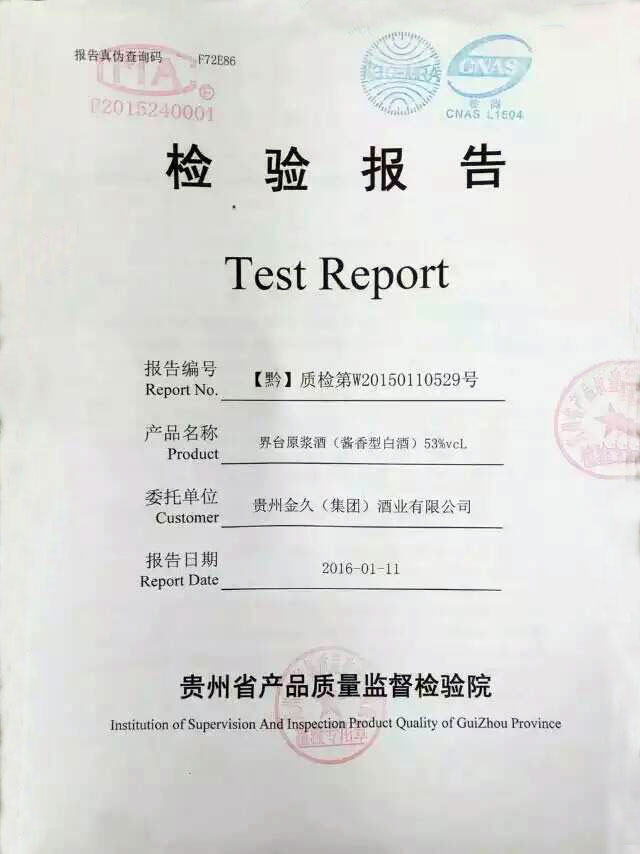 报告真伪查询码 F72E86
MA
2015240001
CNAS
CNAS L1504
检验报告
Test Report
报告编号
Report No.
【黔】质检第W20150110529号
产品名称
Product
界台原浆酒（酱香型白酒）53%vcL
委托单位
Customer
贵州金久（集团）酒业有限公司
报告日期
Report Date
2016-01-11
贵州省产品质量监督检验院
Institution of Supervision And Inspection Product Quality of GuiZhou Province